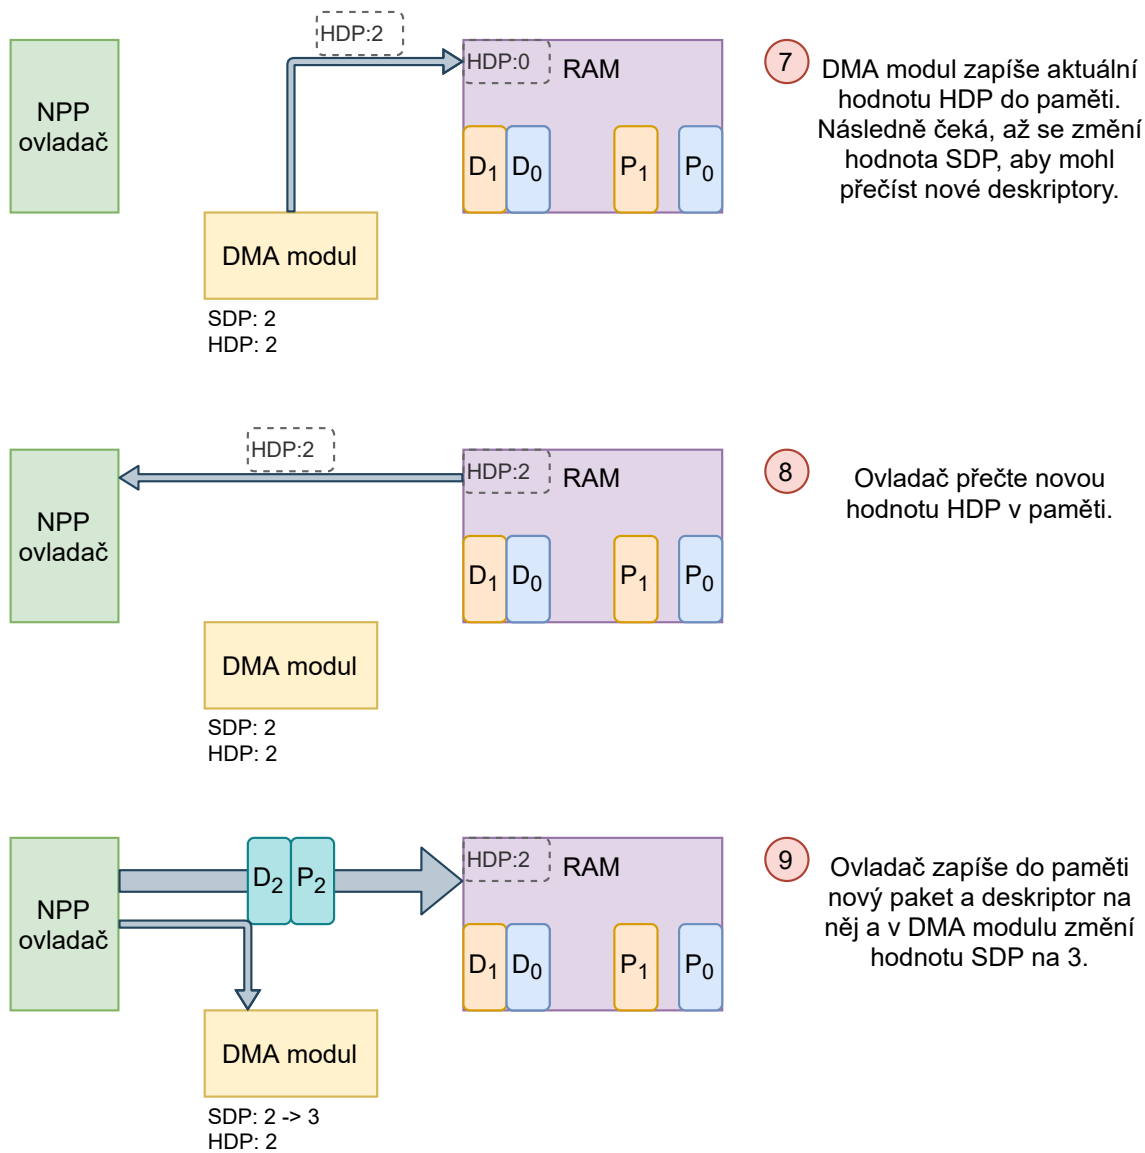 HDP:2
NPP
ovladač
HDP:0
RAM
D1 D0 P1 P0
DMA modul
SDP: 2
HDP: 2
7
DMA modul zapíše aktuální
hodnotu HDP do paměti.
Následně čeká, až se změní
hodnota SDP, aby mohl
přečíst nové deskriptory.
HDP:2
NPP
ovladač
HDP:2
RAM
D1 D0 P1 P0
DMA modul
SDP: 2
HDP: 2
8
Ovladač přečte novou
hodnotu HDP v paměti.
NPP
ovladač
D2 P2
HDP:2
RAM
D1 D0 P1 P0
DMA modul
SDP: 2 -> 3
HDP: 2
9
Ovladač zapíše do paměti
nový paket a deskriptor na
něj a v DMA modulu změní
hodnotu SDP na 3.